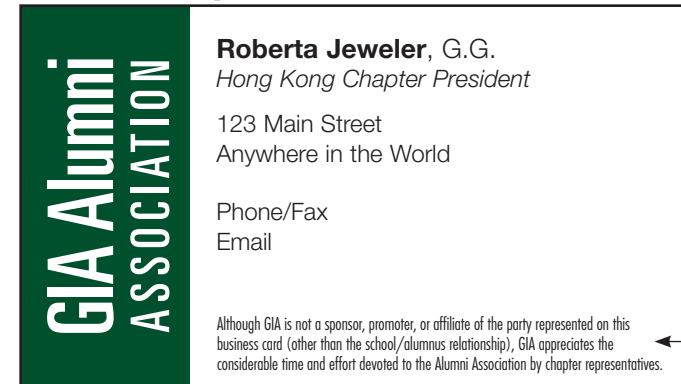 GIA Alumni
ASSOCIATION
Roberta Jeweler, G.G.
Hong Kong Chapter President
123 Main Street
Anywhere in the World
Phone/Fax
Email
Although GIA is not a sponsor, promoter, or affiliate of the party represented on this
business card (other than the school/alumnus relationship), GIA appreciates the
considerable time and effort devoted to the Alumni Association by chapter representatives.